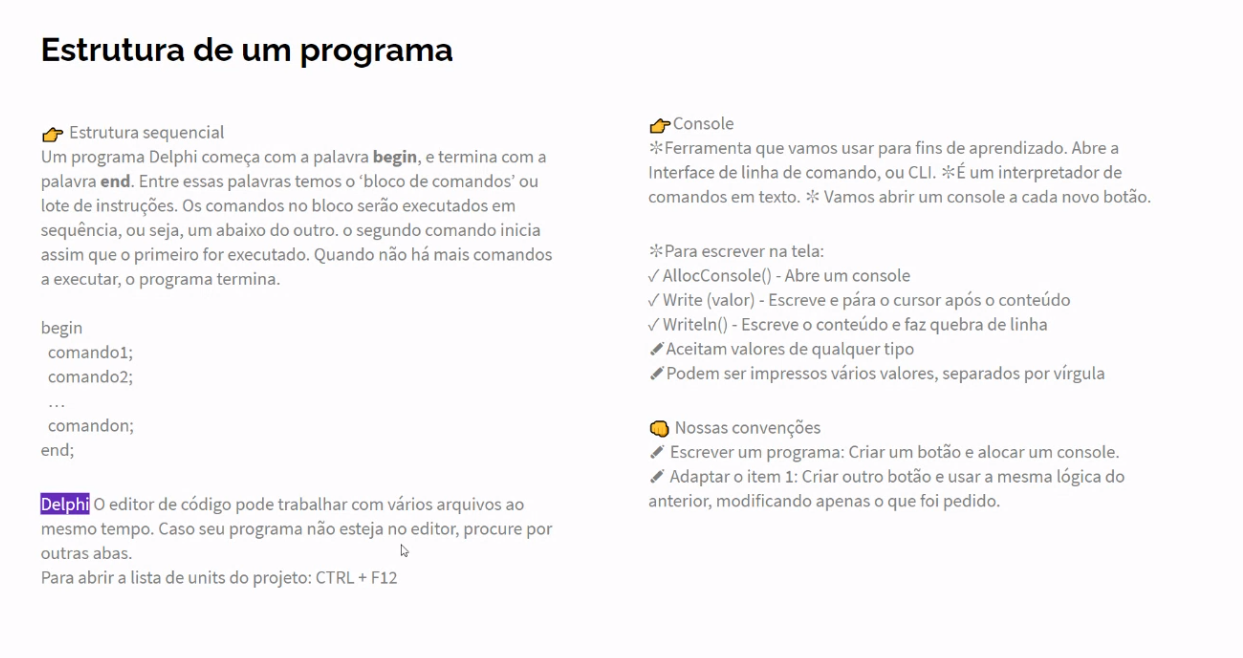 Estrutura de um programa
👉 Estrutura sequencial
Um programa Delphi começa com a palavra begin, e termina com a
palavra end. Entre essas palavras temos o ‘bloco de comandos’ ou
lote de instruções. Os comandos no bloco serão executados em
sequência, ou seja, um abaixo do outro. o segundo comando inicia
assim que o primeiro for executado. Quando não há mais comandos
a executar, o programa termina.
begin
comando1;
comando2;
…
comandon;
end;
Delphi O editor de código pode trabalhar com vários arquivos ao
mesmo tempo. Caso seu programa não esteja no editor, procure por
outras abas.
Para abrir a lista de units do projeto: CTRL + F12
👉Console
✼Ferramenta que vamos usar para fins de aprendizado. Abre a
Interface de linha de comando, ou CLI. ✼É um interpretador de
comandos em texto. ✼ Vamos abrir um console a cada novo botão.
✼Para escrever na tela:
✓ AllocConsole() - Abre um console
✓ Write (valor) - Escreve e pára o cursor após o conteúdo
✓ Writeln() - Escreve o conteúdo e faz quebra de linha
✐Aceitam valores de qualquer tipo
✐Podem ser impressos vários valores, separados por vírgula
👊 Nossas convenções
✐ Escrever um programa: Criar um botão e alocar um console.
✐ Adaptar o item 1: Criar outro botão e usar a mesma lógica do
anterior, modificando apenas o que foi pedido.